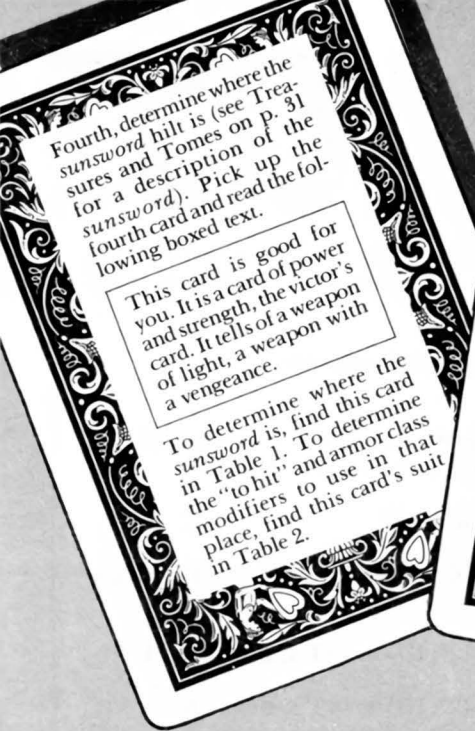 Fourth, determine where the
sunsword hilt is (see Trea-
sures and Tomes on p. 31
for a description of the
sunsword). Pick up the
fourth card and read the fol-
lowing boxed text.
This card is good for
you. It is a card of power
and strength, the victor's
card. It tells of a weapon
of light, a weapon with
a vengeance.
To determine where the
sunsword is, find this card
in Table 1. To determine
the "to hit" and armor class
modifiers to use in that
place, find this card's suit
in Table 2.